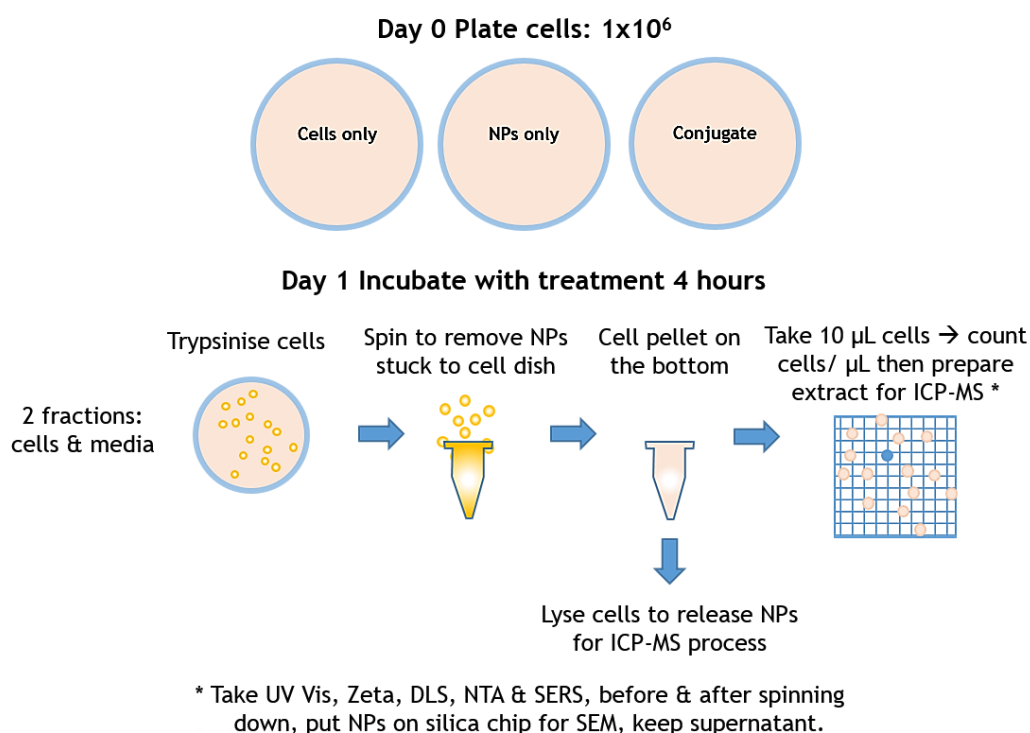 Day 0 Plate cells: 1x10⁶
Cells only
NPs only
Conjugate
Day 1 Incubate with treatment 4 hours
Trypsinise cells
Spin to remove NPs
stuck to cell dish
Cell pellet on
the bottom
Take 10 µL cells → count
cells/ µL then prepare
extract for ICP-MS *
2 fractions:
cells & media
Lyse cells to release NPs
for ICP-MS process
* Take UV Vis, Zeta, DLS, NTA & SERS, before & after spinning
down, put NPs on silica chip for SEM, keep supernatant.